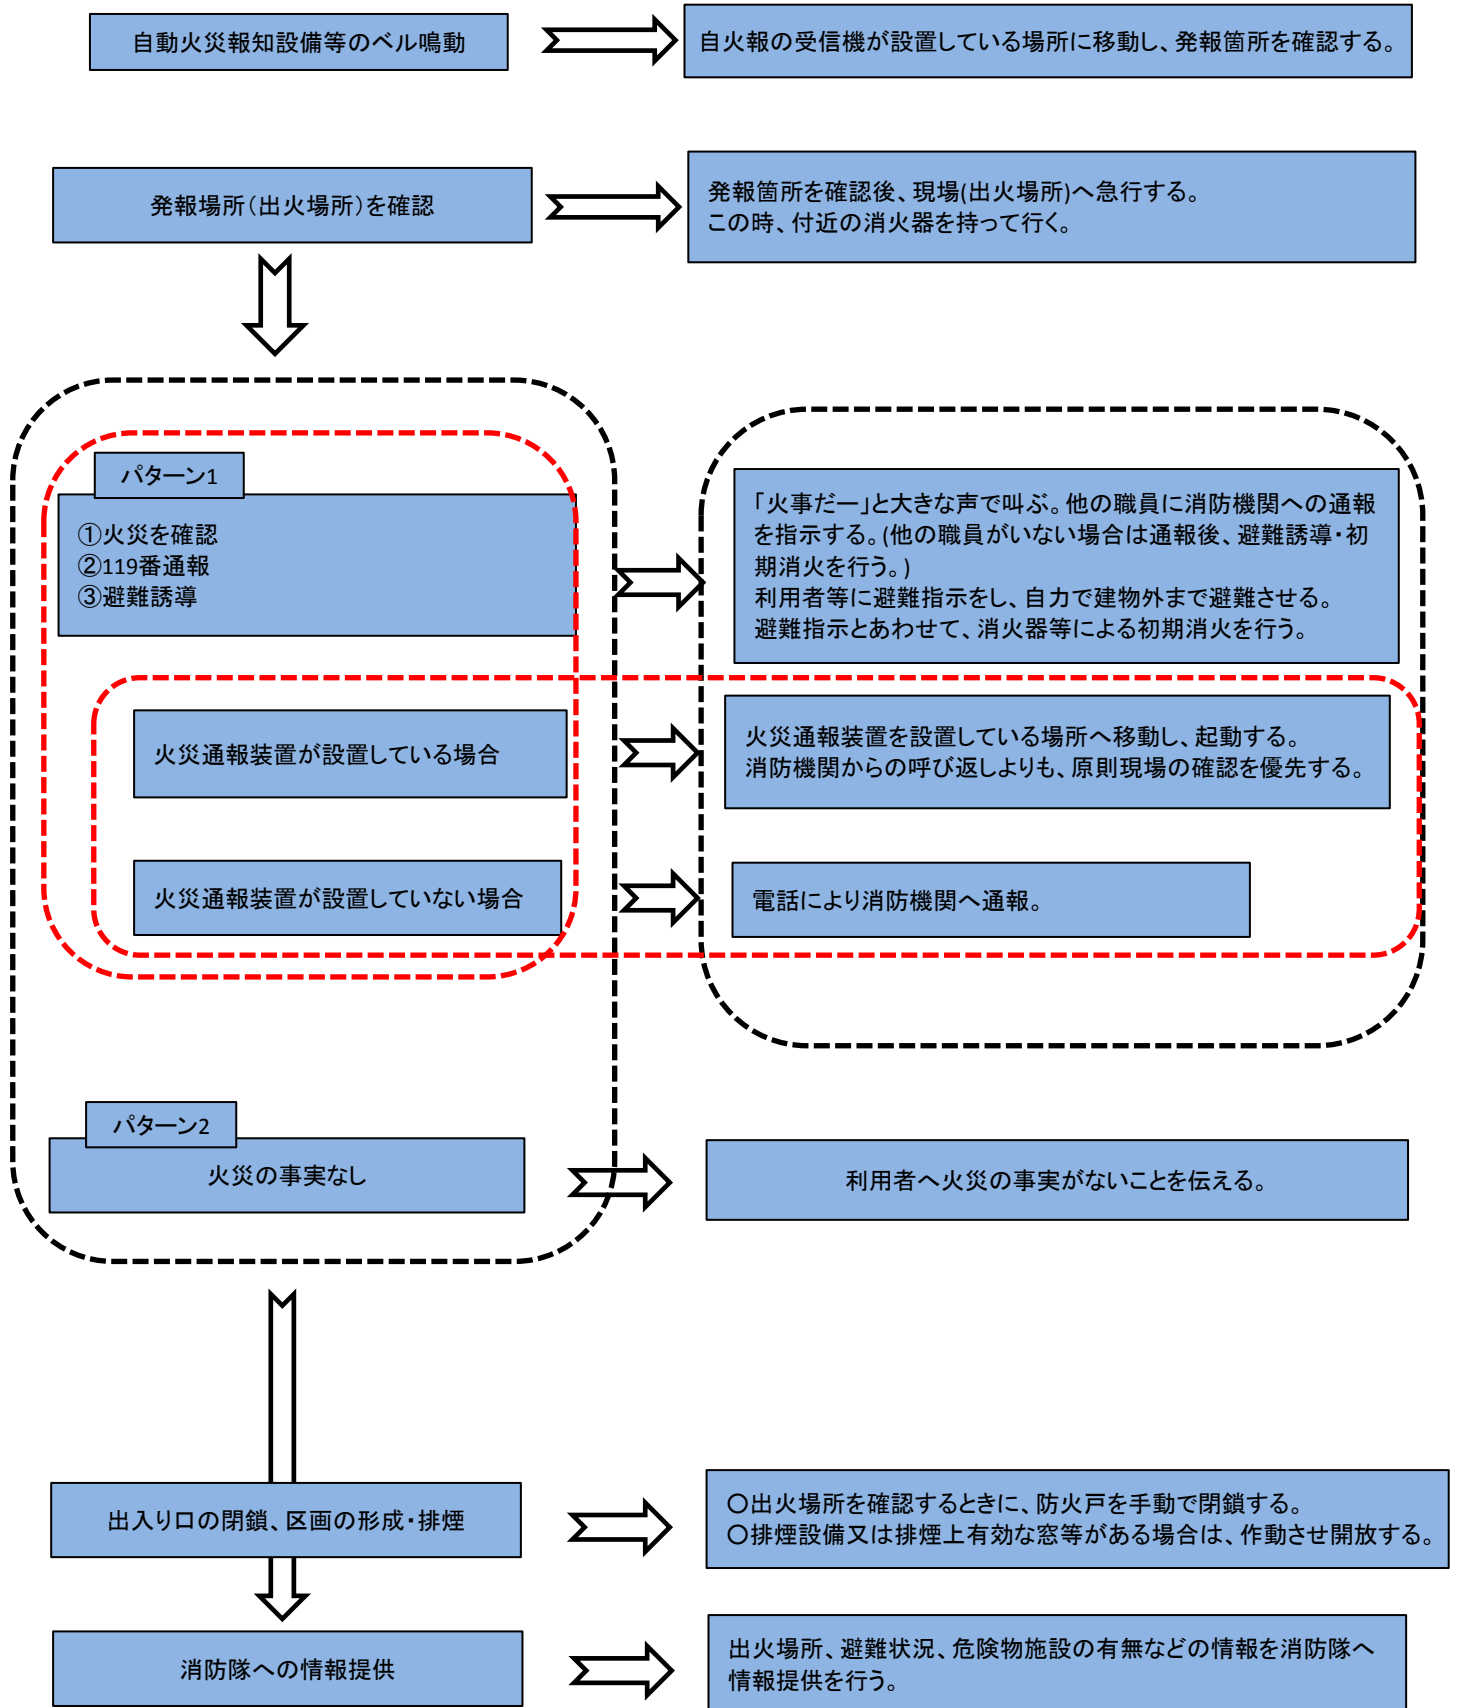 自動火災報知設備等のベル鳴動
自火報の受信機が設置している場所に移動し、発報箇所を確認する。
発報場所（出火場所）を確認
発報箇所を確認後、現場(出火場所)へ急行する。
この時、付近の消火器を持って行く。
パターン1
①火災を確認
②119番通報
③避難誘導
「火事だー」と大きな声で叫ぶ。他の職員に消防機関への通報
を指示する。(他の職員がいない場合は通報後、避難誘導・初
期消火を行う。)
利用者等に避難指示をし、自力で建物外まで避難させる。
避難指示とあわせて、消火器等による初期消火を行う。
火災通報装置が設置している場合
火災通報装置を設置している場所へ移動し、起動する。
消防機関からの呼び返しよりも、原則現場の確認を優先する。
火災通報装置が設置していない場合
電話により消防機関へ通報。
パターン2
火災の事実なし
利用者へ火災の事実がないことを伝える。
出入り口の閉鎖、区画の形成・排煙
○出火場所を確認するときに、防火戸を手動で閉鎖する。
○排煙設備又は排煙上有効な窓等がある場合は、作動させ開放する。
消防隊への情報提供
出火場所、避難状況、危険物施設の有無などの情報を消防隊へ
情報提供を行う。